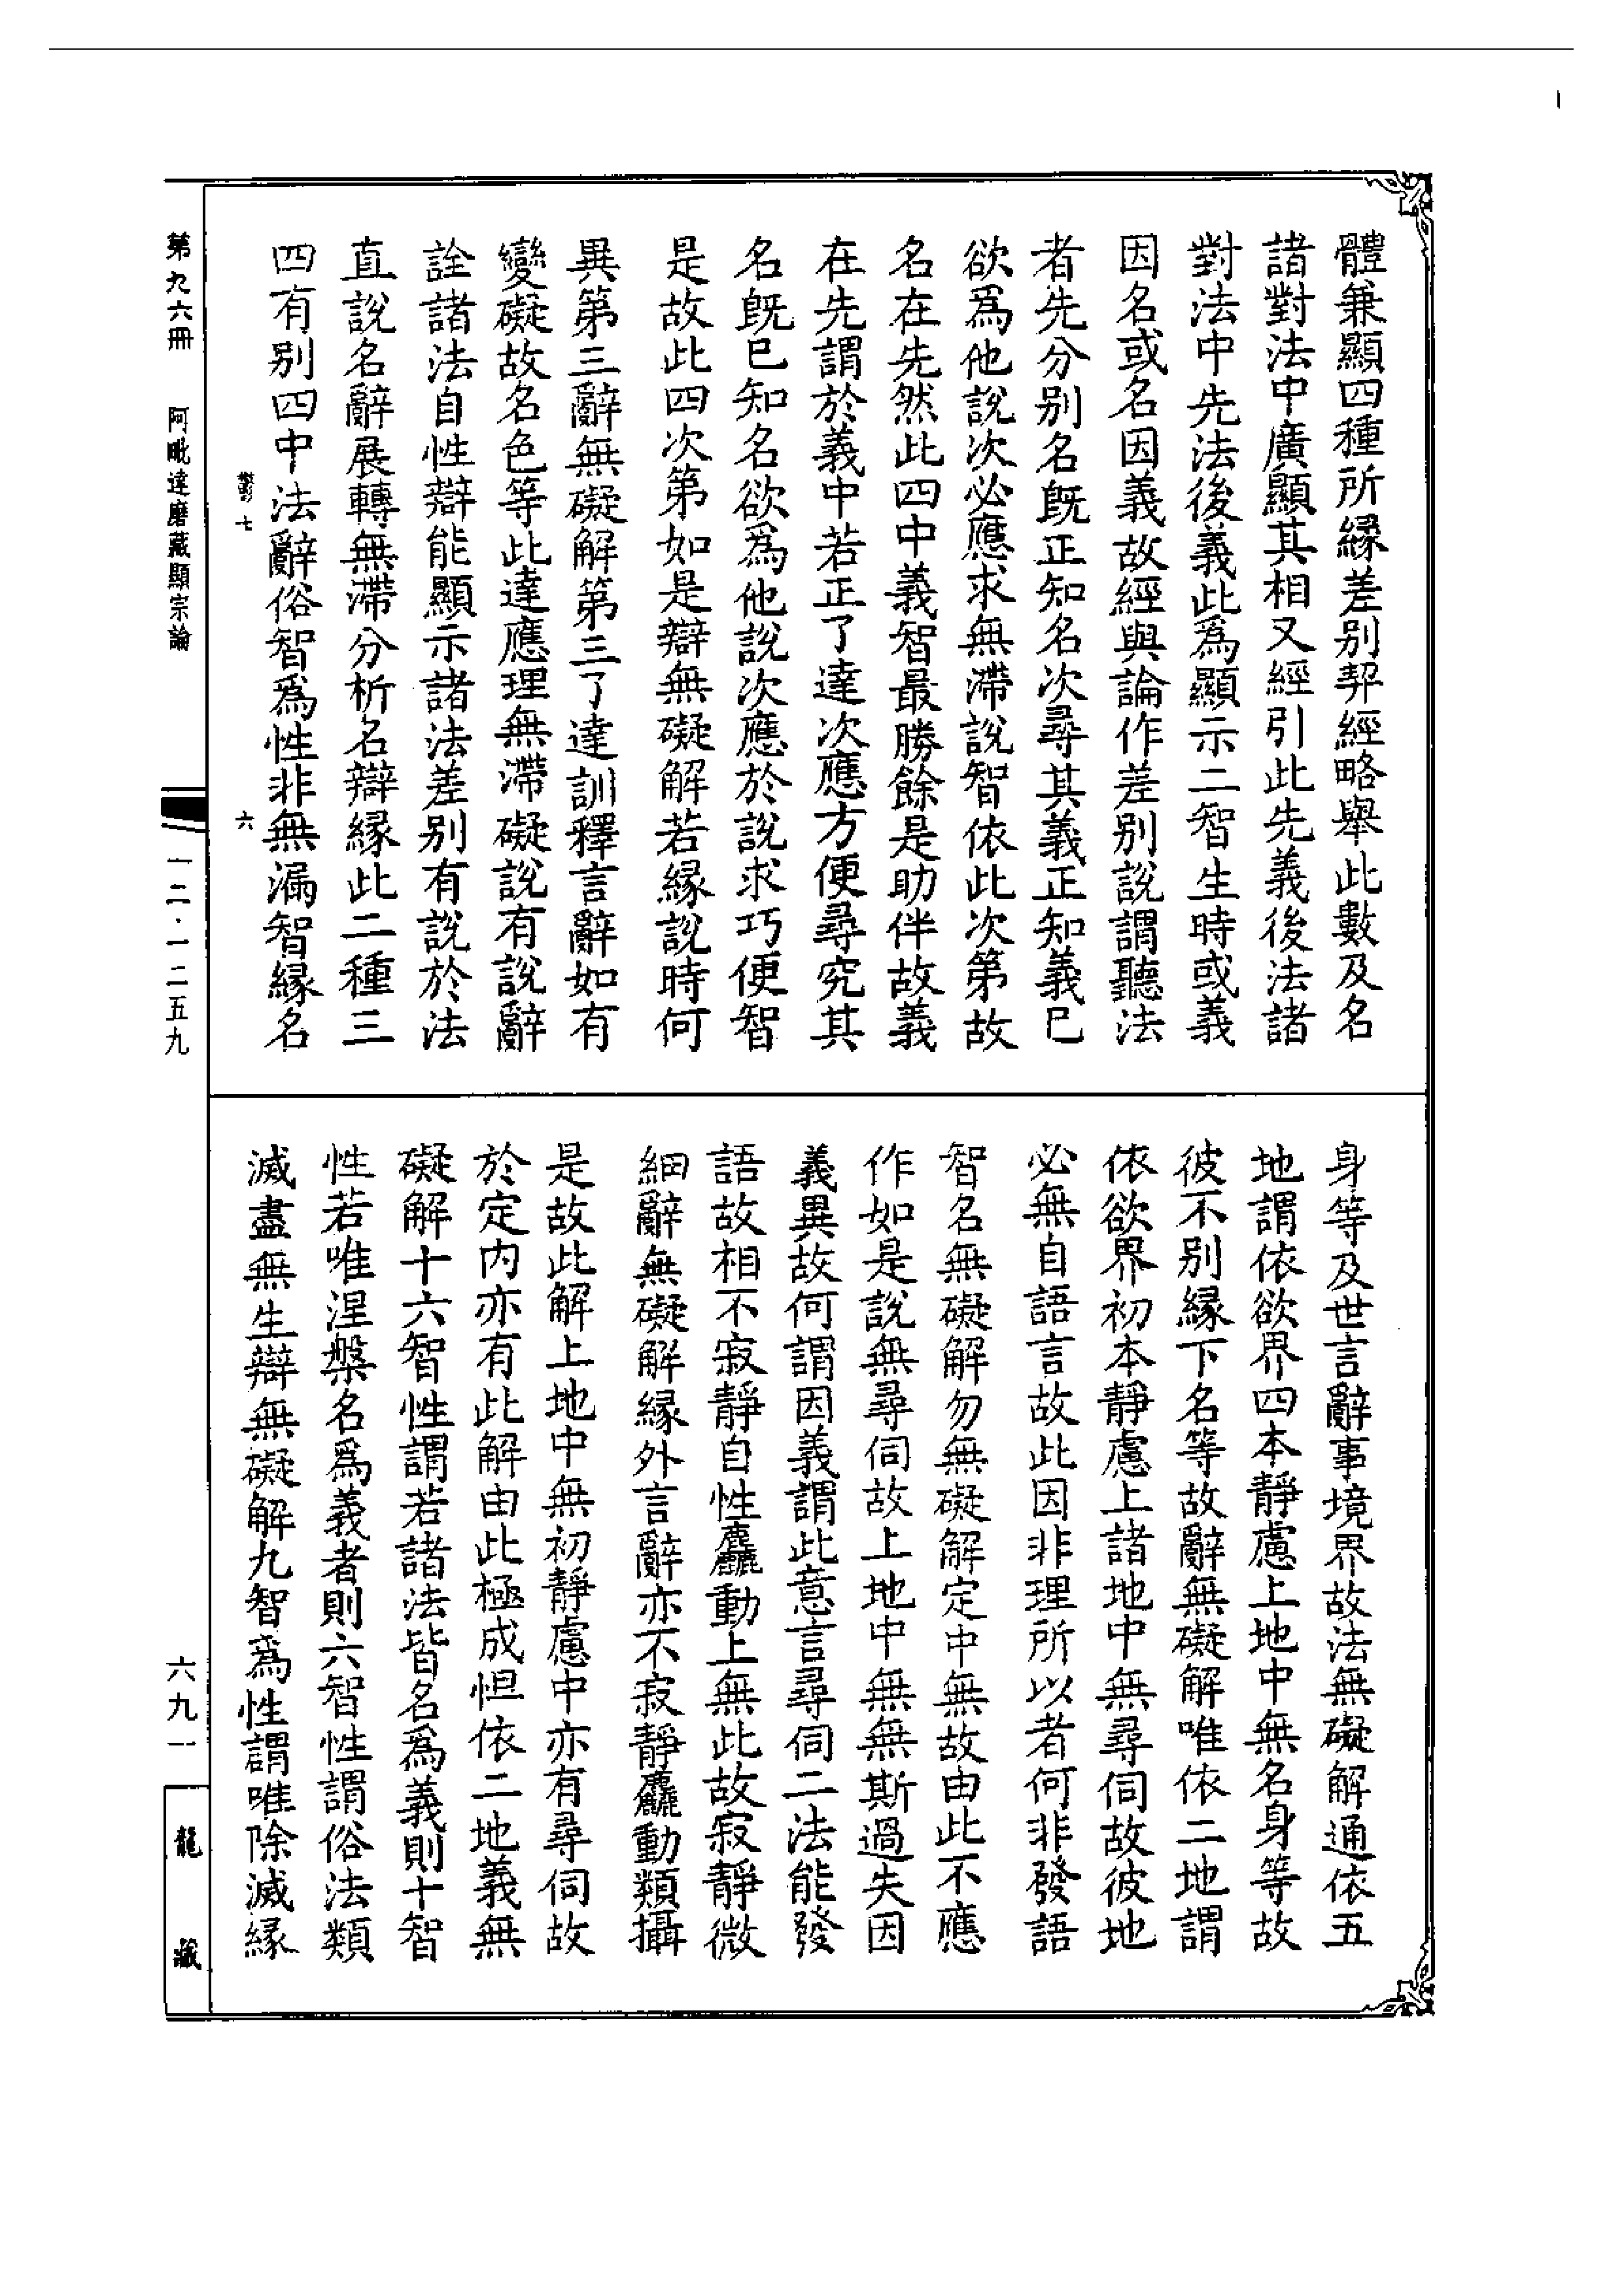 體兼顯四種所緣差别契經略舉此數及名
諸對法中廣顯其相又經引此先義後法諸
對法中先法後義此爲顯示二智生時或義
因名或名因義故經與論作差别說謂聽法
者先分别名旣正知名次尋其義正知義已
欲爲他說次必應求無滯說智依此次第故
名在先然此四中義智最勝餘是助伴故義
在先謂於義中若正了達次應方便尋究其
名旣已知名欲爲他說次應於說求巧便智
是故此四次第如是辯無礙解若緣說時何
異第三辭無礙解第三了達訓釋言辭如有
變礙故名色等此達應理無滯礙說有說辭
詮諸法自性辯能顯示諸法差别有說於法
直說名辭展轉無滯分析名辯緣此二種三
四有别四中法辭俗智爲性非無漏智緣名
鬱七
六
身等及世言辭事境界故法無礙解通依五
地謂依欲界四本靜慮上地中無名身等故
彼不别緣下名等故辭無礙解唯依二地謂
依欲界初本靜慮上諸地中無尋伺故彼地
必無自語言故此因非理所以者何非發語
智名無礙解勿無礙解定中無故由此不應
作如是說無尋伺故上地中無無斯過失因
義異故何謂因義謂此意言尋伺二法能發
語故相不寂靜自性麤動上無此故寂靜微
細辭無礙解緣外言辭亦不寂靜麤動類攝
是故此解上地中無初靜慮中亦有尋伺故
於定内亦有此解由此極成怛依二地義無
礙解十六智性謂若諸法皆名爲義則十智
性若唯涅槃名爲義者則六智性謂俗法類
滅盡無生辯無礙解九智爲性謂唯除滅緣
第九六冊 阿毗達磨藏顯宗論
一二·一二五九
六九一
龍藏